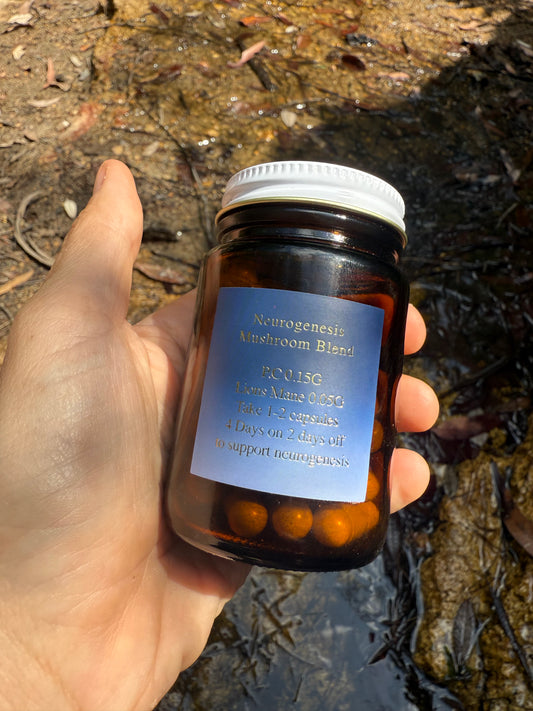 Neurogenesis
Mushroom Blend
P.C 0.15G
Lions Mane 0.05G
Take 1-2 capsules
4 Days on 2 days off
to support neurogenesis